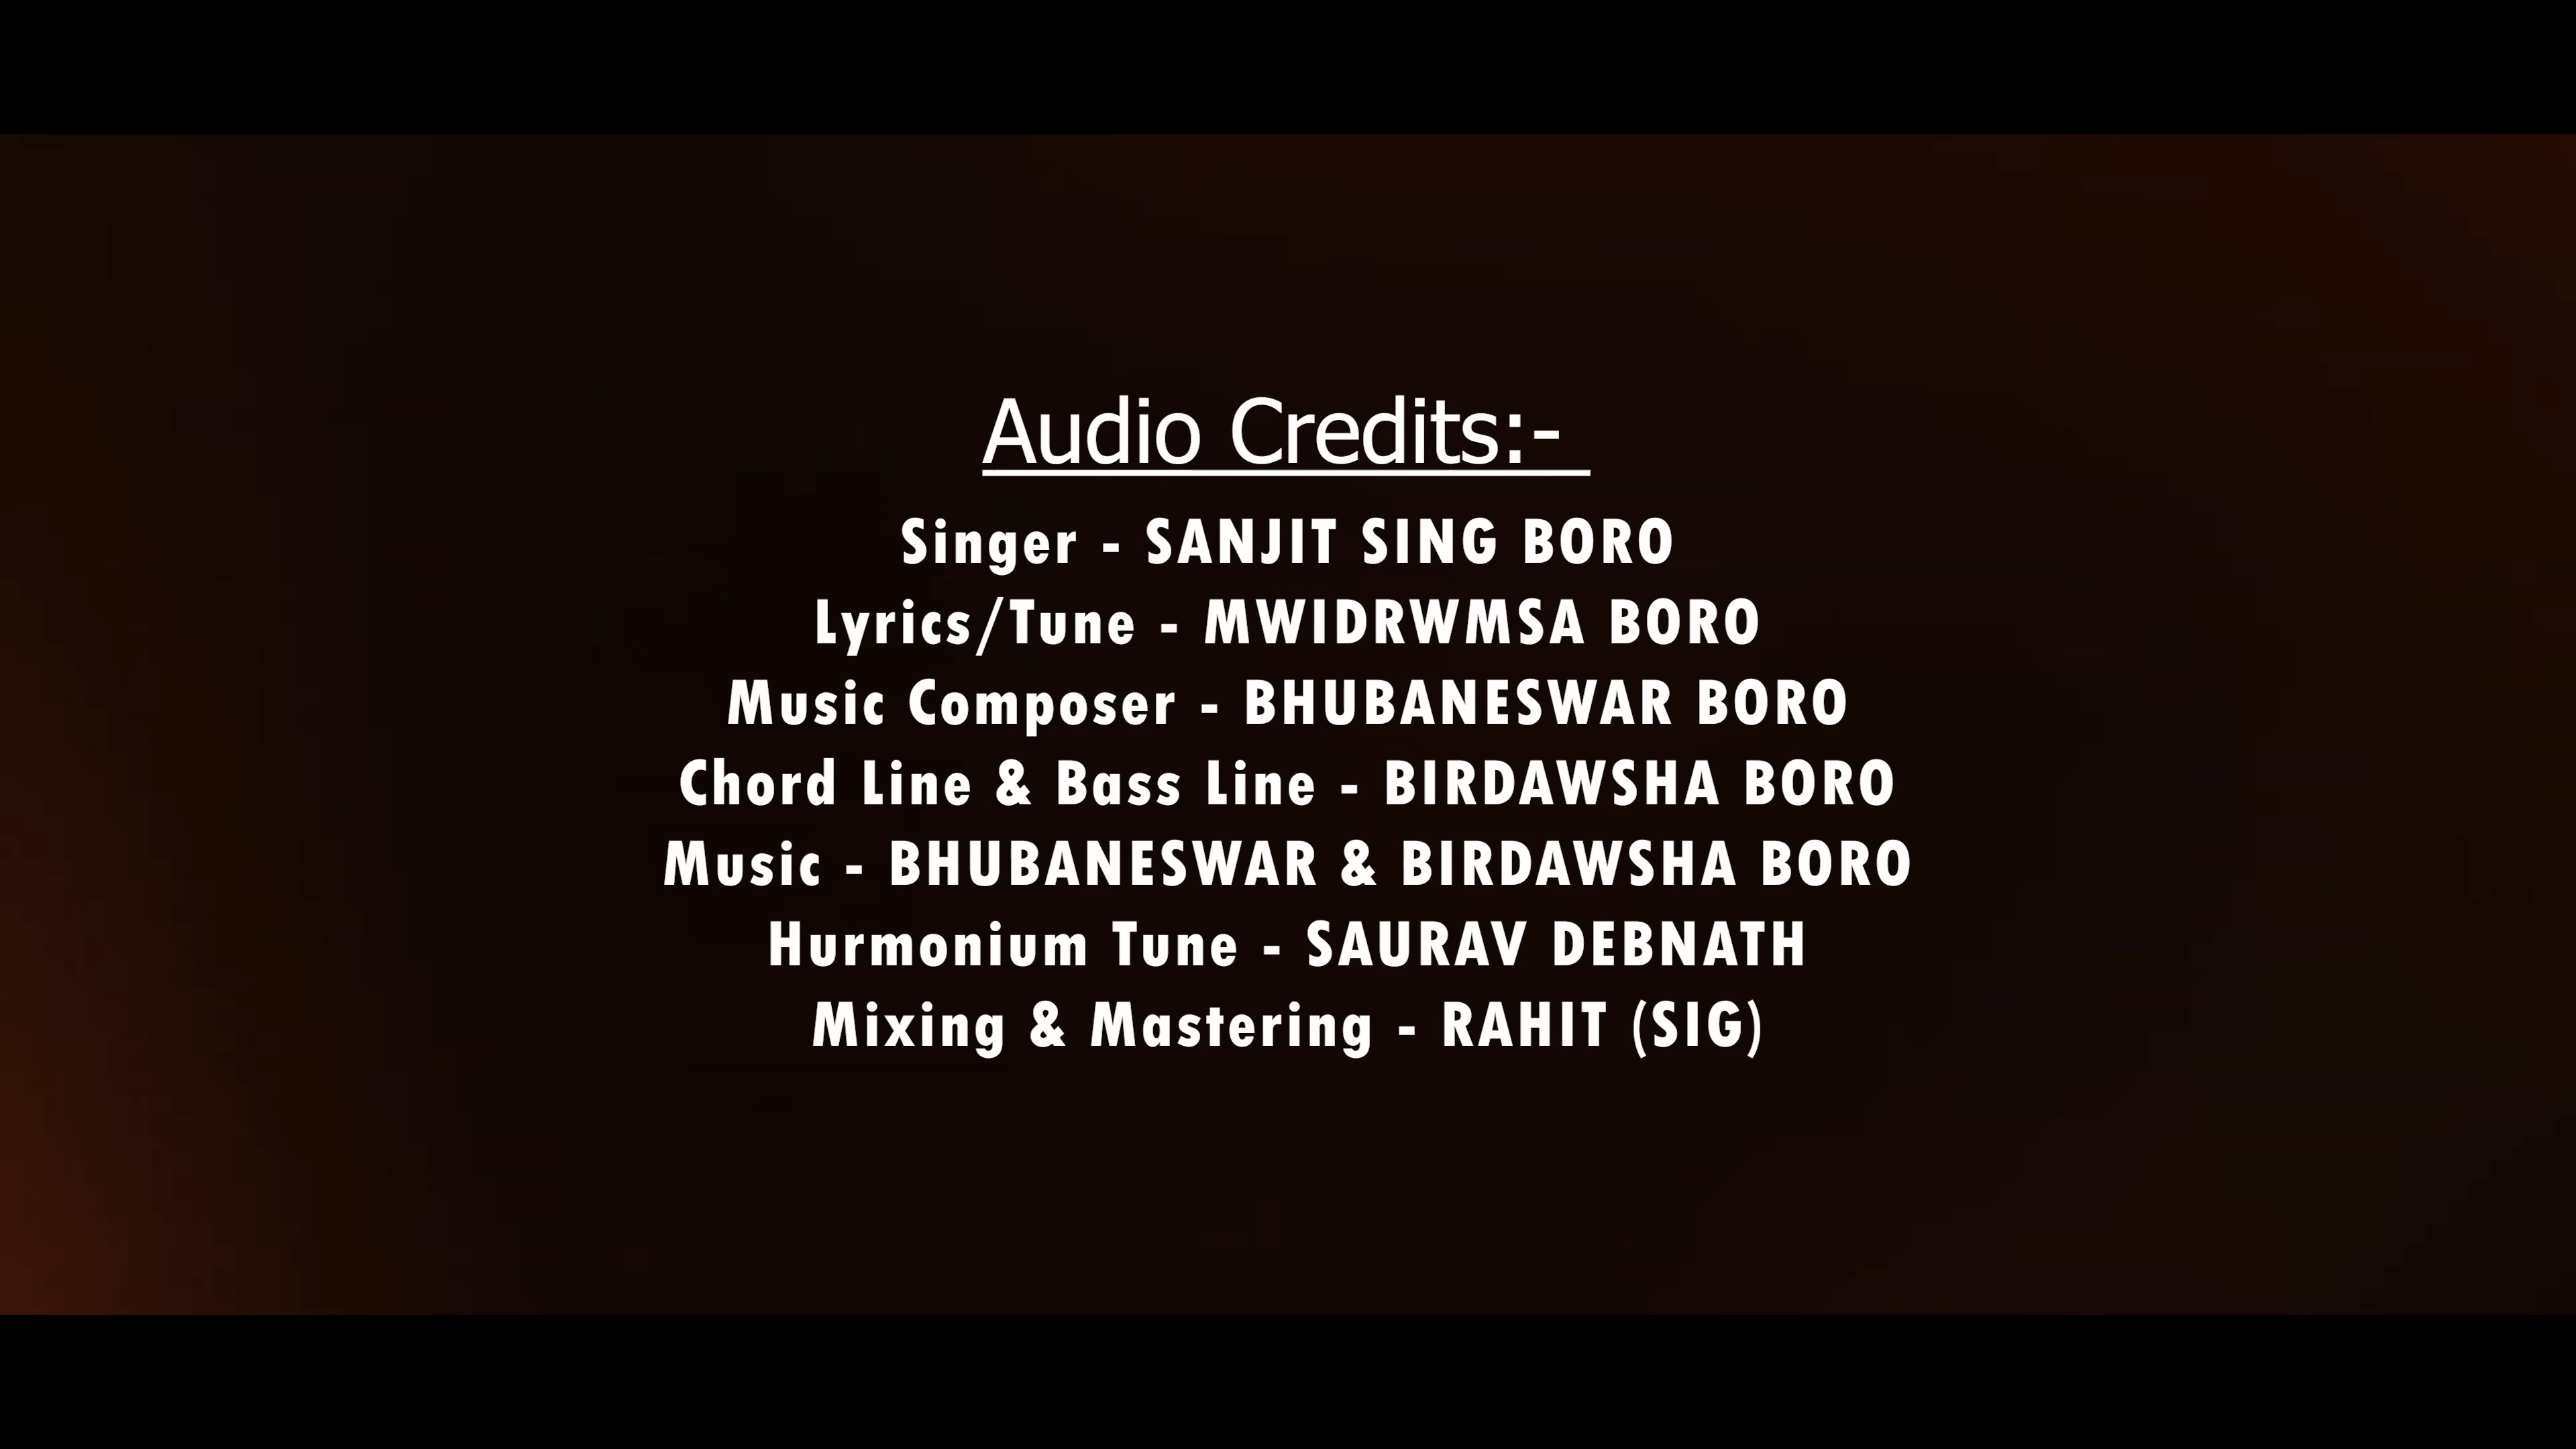 Audio Credits:-
Singer - SANJIT SING BORO
Lyrics/Tune - MWIDRWMSA BORO
Music Composer - BHUBANESWAR BORO
Chord Line & Bass Line - BIRDAWSHA BORO
Music - BHUBANESWAR & BIRDAWSHA BORO
Hurmonium Tune - SAURAV DEBNATH
Mixing & Mastering - RAHIT (SIG)